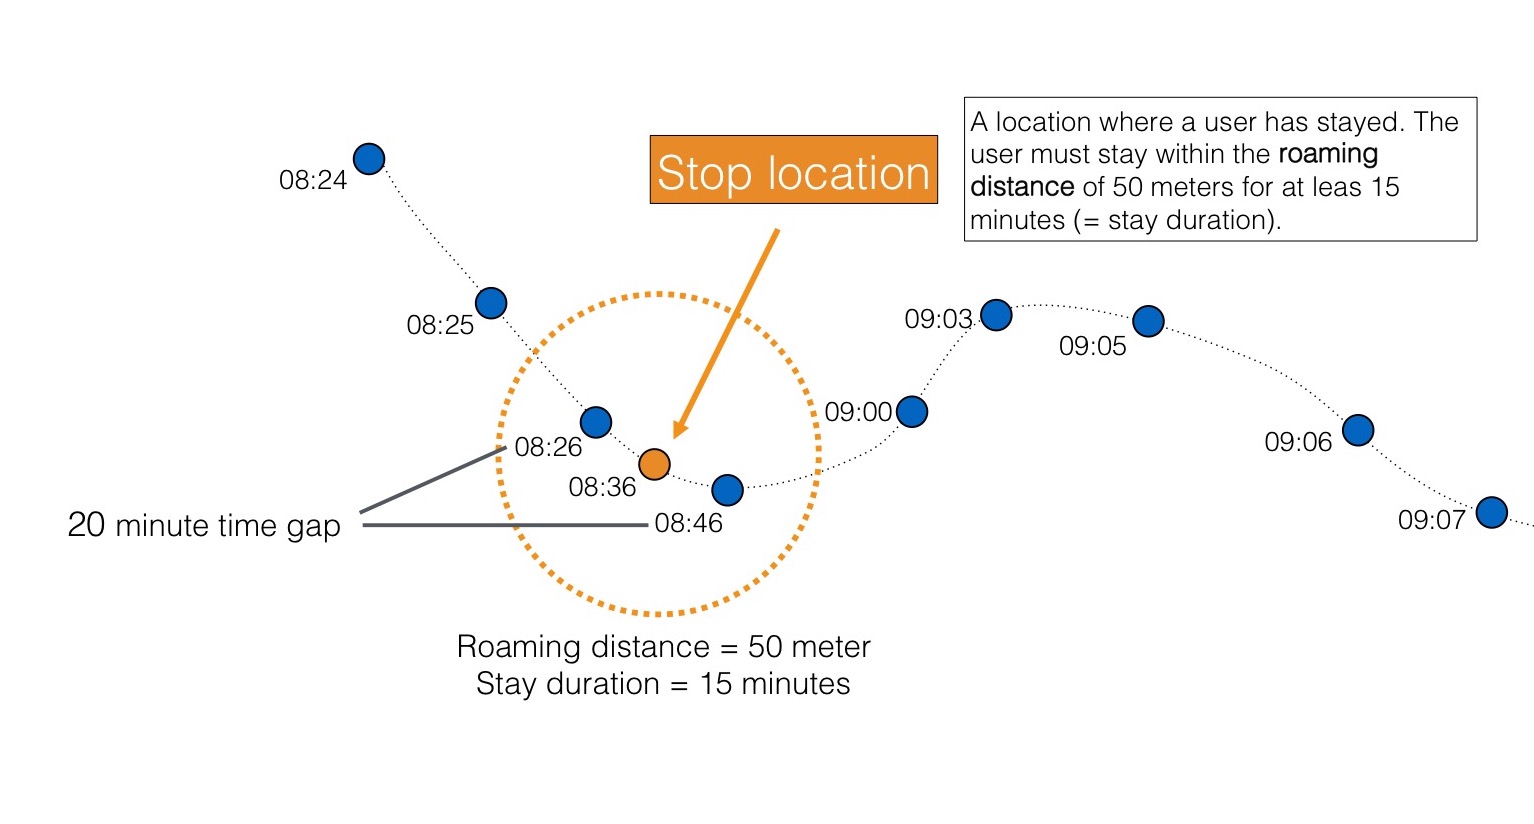 A location where a user has stayed. The
user must stay within the roaming
distance of 50 meters for at leas 15
minutes (= stay duration).
Stop location
08:24
08:25
09:03
09:05
09:00
08:26
09:06
08:36
20 minute time gap
08:46
09:07
Roaming distance = 50 meter
Stay duration = 15 minutes